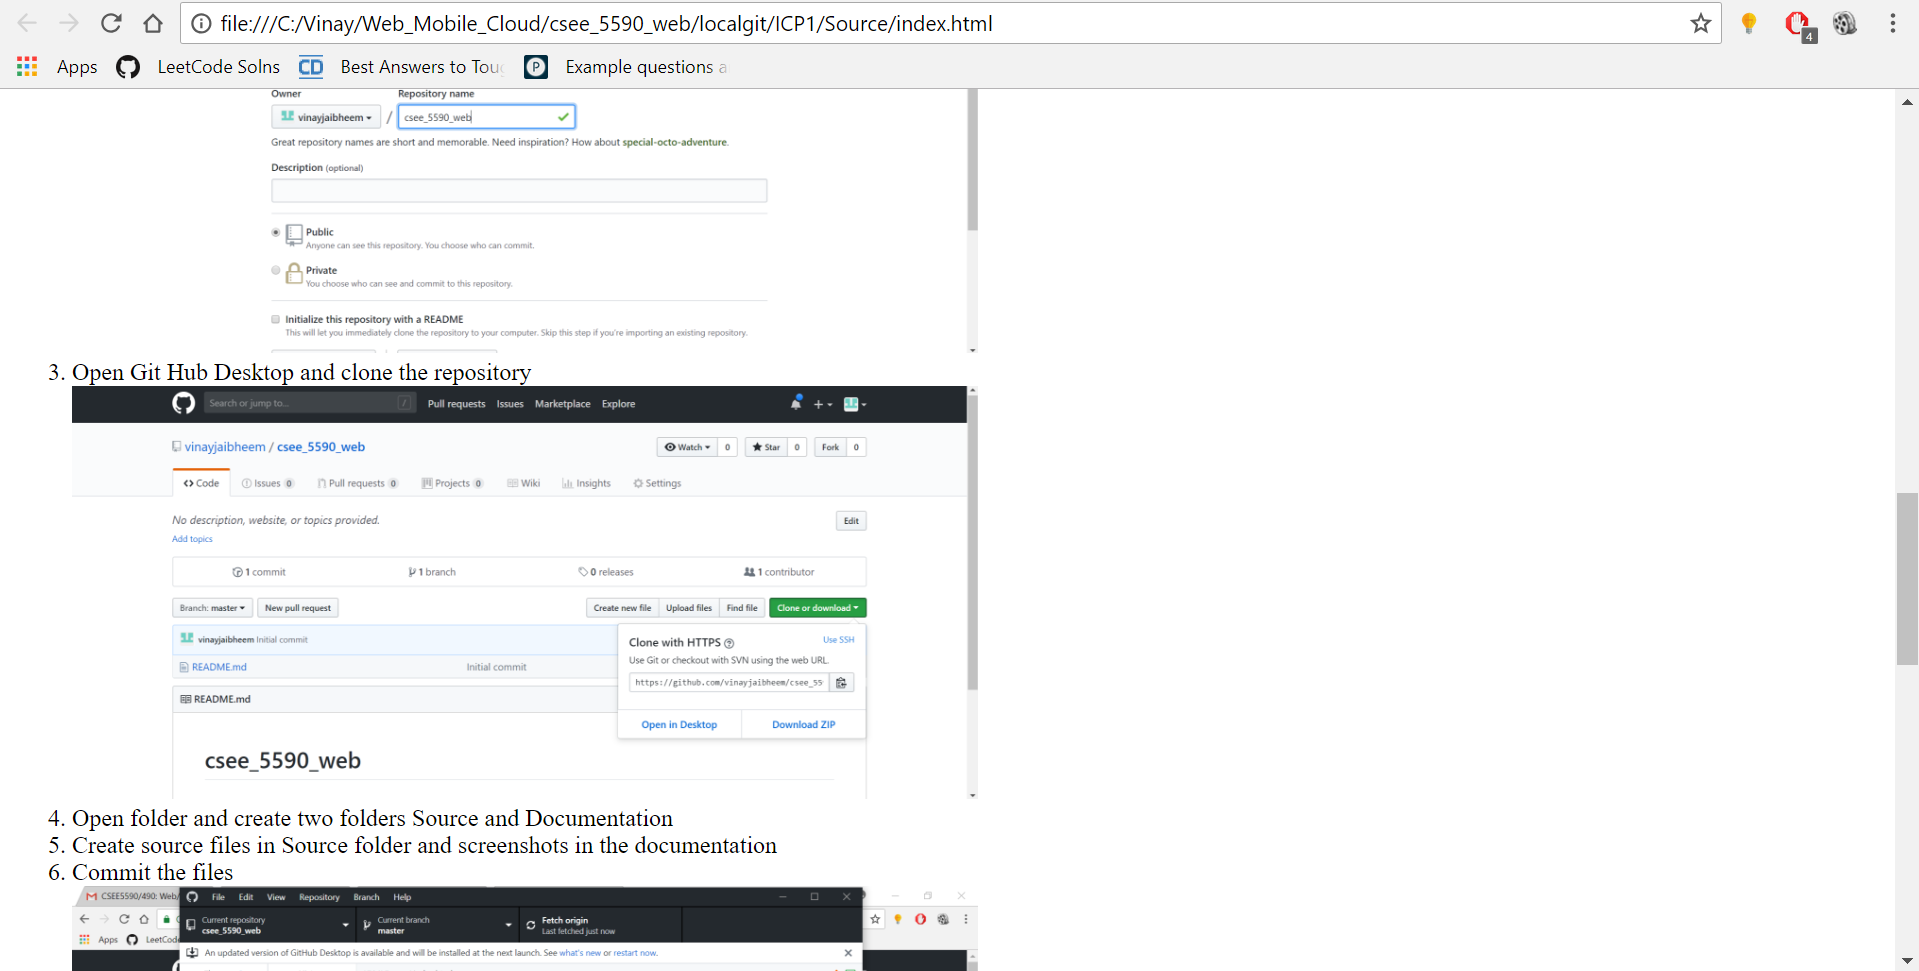 file:///C:/Vinay/Web_Mobile_Cloud/csee_5590_web/localgit/ICP1/Source/index.html
4
Apps LeetCode Solns CD Best Answers to Toug P Example questions a
Owner Repository name
vinayjaibheem / csee_5590_web
Great repository names are short and memorable. Need inspiration? How about special-octo-adventure.
Description (optional)
Public
Anyone can see this repository. You choose who can commit.
Private
You choose who can see and commit to this repository.
Initialize this repository with a README
This will let you immediately clone the repository to your computer. Skip this step if you're importing an existing repository.
3. Open Git Hub Desktop and clone the repository
Search or jump to... / Pull requests Issues Marketplace Explore
vinayjaibheem / csee_5590_web Watch 0 Star 0 Fork 0
Code Issues 0 Pull requests 0 Projects 0 Wiki Insights Settings
No description, website, or topics provided. Edit
Add topics
1 commit 1 branch 0 releases 1 contributor
Branch: master New pull request Create new file Upload files Find file Clone or download
vinayjaibheem Initial commit
README.md Initial commit
Clone with HTTPS Use SSH
Use Git or checkout with SVN using the web URL.
https://github.com/vinayjaibheem/csee_55
Open in Desktop Download ZIP
README.md
csee_5590_web
4. Open folder and create two folders Source and Documentation
5. Create source files in Source folder and screenshots in the documentation
6. Commit the files
CSEE5590/490: Web/ File Edit View Repository Branch Help
Current repository Current branch Fetch origin
csee_5590_web master Last fetched just now
Apps LeetCode
An updated version of GitHub Desktop is available and will be installed at the next launch. See what's new or restart now.